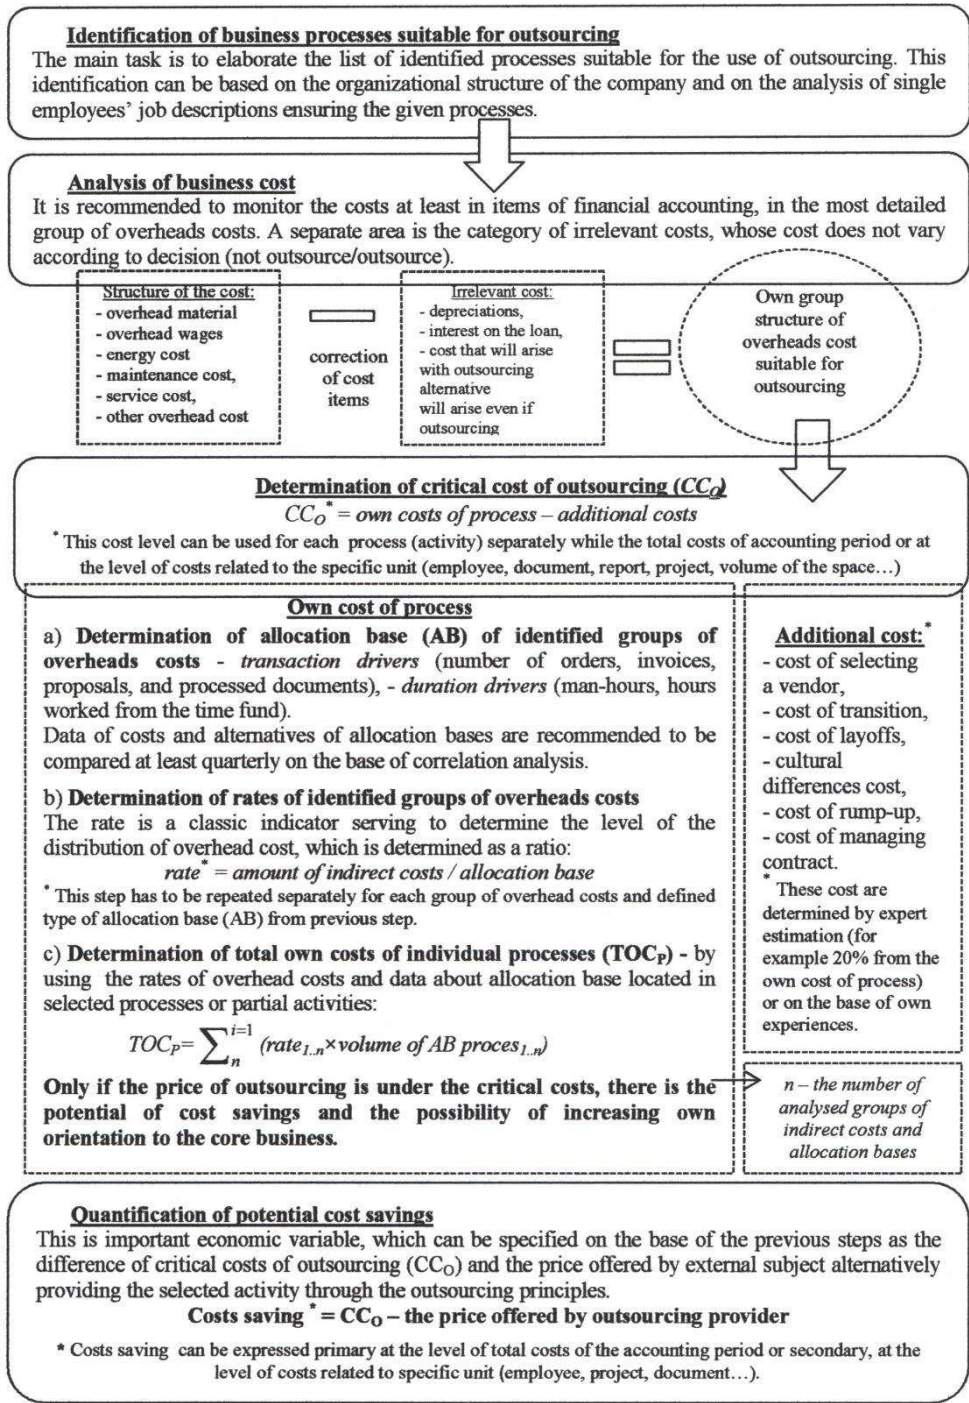 Identification of business processes suitable for outsourcing
The main task is to elaborate the list of identified processes suitable for the use of outsourcing. This
identification can be based on the organizational structure of the company and on the analysis of single
employees' job descriptions ensuring the given processes.
Analysis of business cost
It is recommended to monitor the costs at least in items of financial accounting, in the most detailed
group of overheads costs. A separate area is the category of irrelevant costs, whose cost does not vary
according to decision (not outsource/outsource).
Structure of the cost:
- overhead material
- overhead wages
- energy cost
- maintenance cost,
- service cost,
- other overhead cost
correction
of cost
items
Irrelevant cost:
- depreciations,
- interest on the loan,
- cost that will arise
with outsourcing
alternative
will arise even if
outsourcing
Own group
structure of
overheads cost
suitable for
outsourcing
Determination of critical cost of outsourcing (CCO)
CCO* = own costs of process – additional costs
* This cost level can be used for each process (activity) separately while the total costs of accounting period or at
the level of costs related to the specific unit (employee, document, report, project, volume of the space…)
Own cost of process
a) Determination of allocation base (AB) of identified groups of
overheads costs - transaction drivers (number of orders, invoices,
proposals, and processed documents), - duration drivers (man-hours, hours
worked from the time fund).
Data of costs and alternatives of allocation bases are recommended to be
compared at least quarterly on the base of correlation analysis.
b) Determination of rates of identified groups of overheads costs
The rate is a classic indicator serving to determine the level of the
distribution of overhead cost, which is determined as a ratio:
rate* = amount of indirect costs / allocation base
* This step has to be repeated separately for each group of overhead costs and defined
type of allocation base (AB) from previous step.
c) Determination of total own costs of individual processes (TOCP) - by
using the rates of overhead costs and data about allocation base located in
selected processes or partial activities:
TOCP= ∑ n i=1 (rate1..n×volume of AB proces1..n)
Only if the price of outsourcing is under the critical costs, there is the
potential of cost savings and the possibility of increasing own
orientation to the core business.
Additional cost:*
- cost of selecting
a vendor,
- cost of transition,
- cost of layoffs,
- cultural
differences cost,
- cost of rump-up,
- cost of managing
contract.
* These cost are
determined by expert
estimation (for
example 20% from the
own cost of process)
or on the base of own
experiences.
n – the number of
analysed groups of
indirect costs and
allocation bases
Quantification of potential cost savings
This is important economic variable, which can be specified on the base of the previous steps as the
difference of critical costs of outsourcing (CCO) and the price offered by external subject alternatively
providing the selected activity through the outsourcing principles.
Costs saving * = CCO – the price offered by outsourcing provider
* Costs saving can be expressed primary at the level of total costs of the accounting period or secondary, at the
level of costs related to specific unit (employee, project, document…).